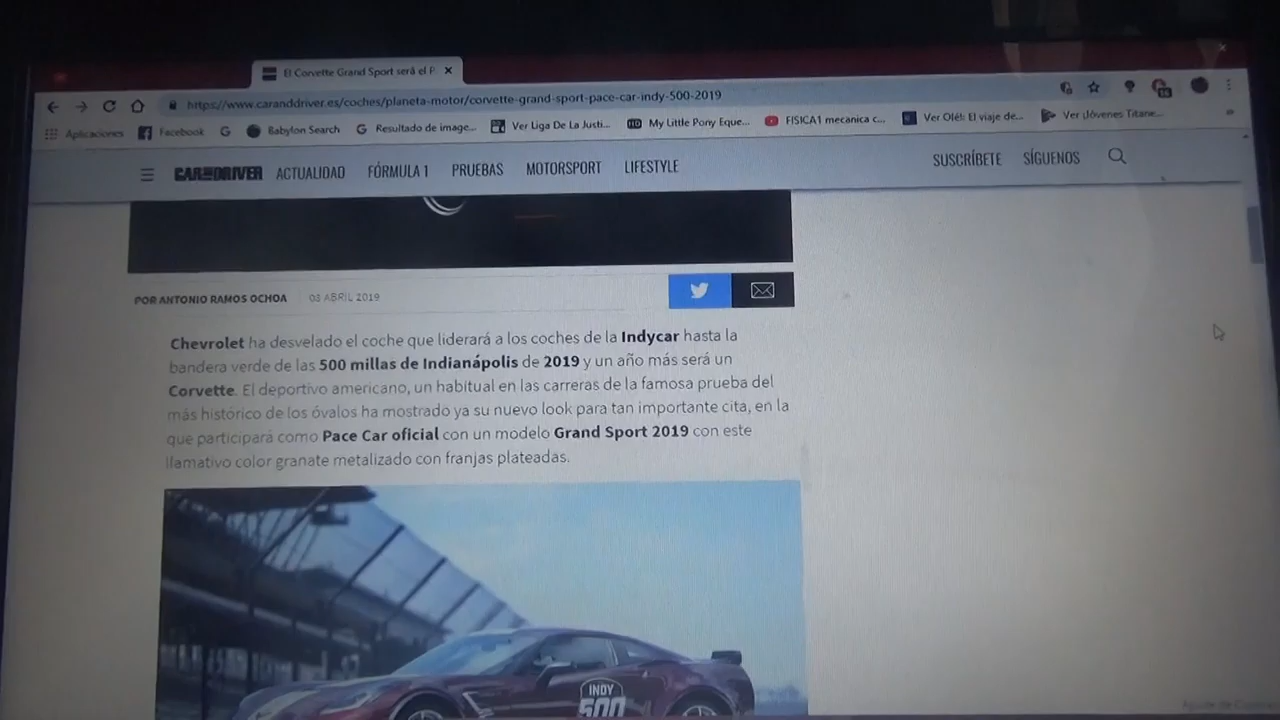 El Corvette Grand Sport será el P
https://www.caranddriver.es/coches/planeta-motor/corvette-grand-sport-pace-car-indy-500-2019
Aplicaciones Facebook Babylon Search Resultado de image... Ver Liga De La Justi... My Little Pony Eque... FISICA1 mecanica c... Ver Olé!: El viaje de... Ver ¡Jóvenes Titane...
CAR AND DRIVER ACTUALIDAD FÓRMULA 1 PRUEBAS MOTORSPORT LIFESTYLE SUSCRÍBETE SÍGUENOS
POR ANTONIO RAMOS OCHOA 03 ABRIL 2019
Chevrolet ha desvelado el coche que liderará a los coches de la Indycar hasta la
bandera verde de las 500 millas de Indianápolis de 2019 y un año más será un
Corvette. El deportivo americano, un habitual en las carreras de la famosa prueba del
más histórico de los óvalos ha mostrado ya su nuevo look para tan importante cita, en la
que participará como Pace Car oficial con un modelo Grand Sport 2019 con este
llamativo color granate metalizado con franjas plateadas.
INDY
500